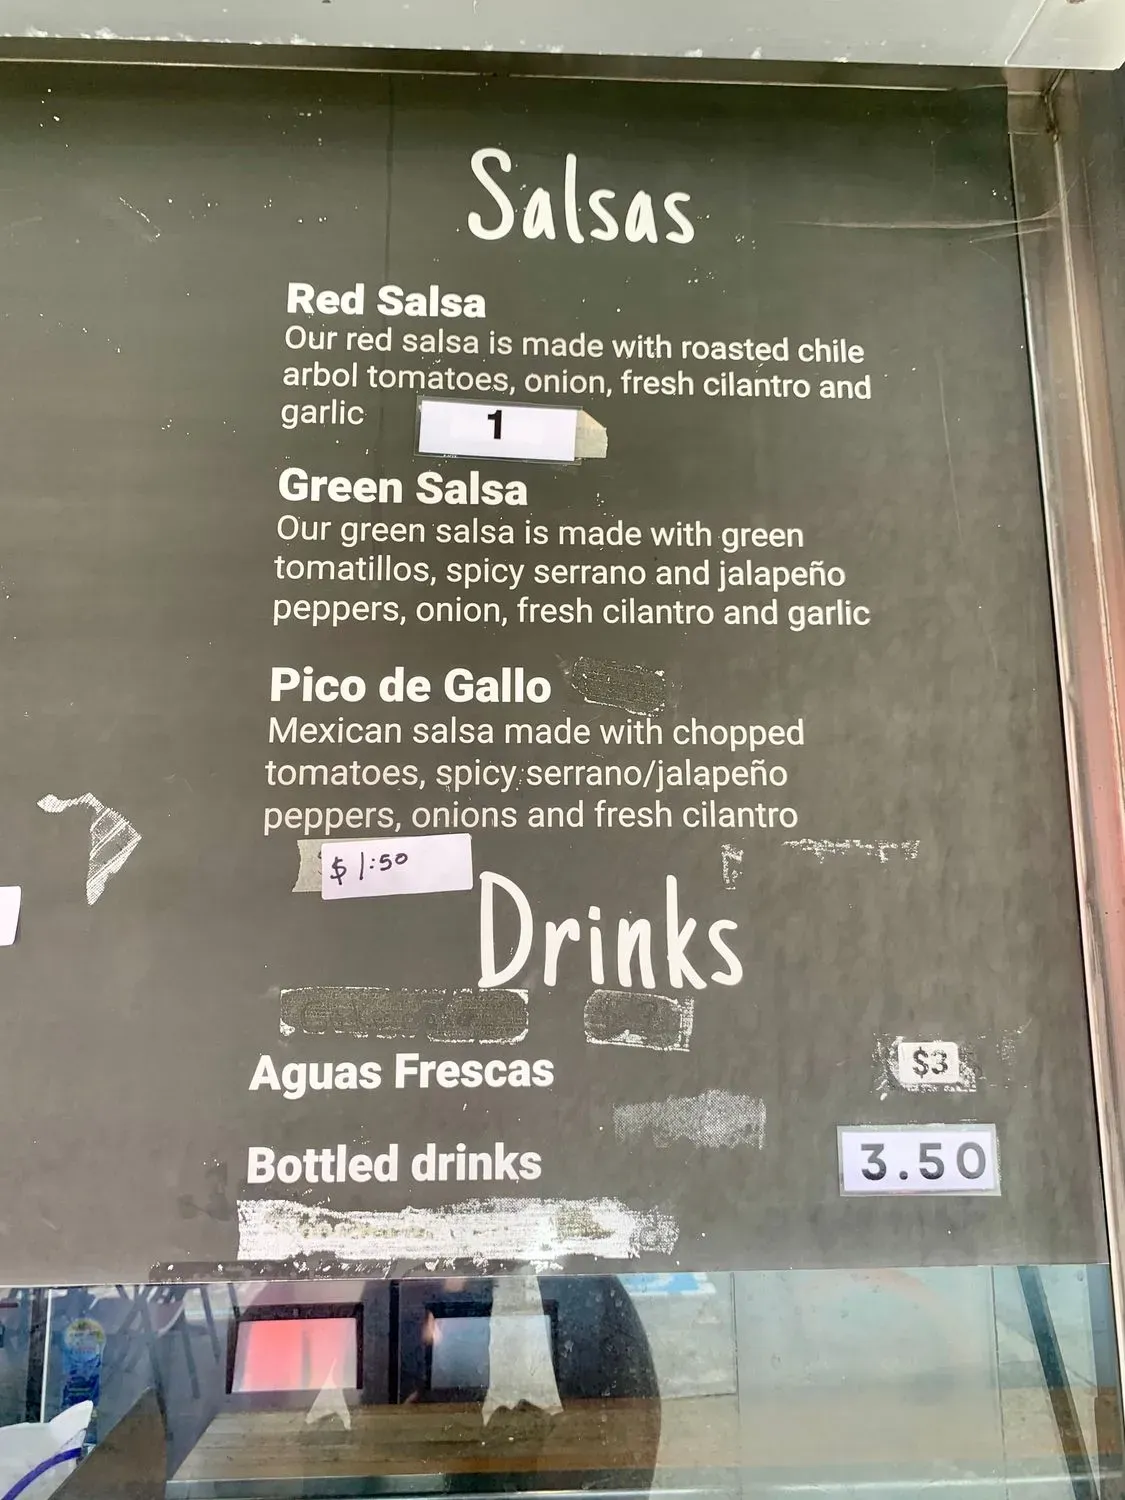 Salsas
Red Salsa
Our red salsa is made with roasted chile
arbol tomatoes, onion, fresh cilantro and
garlic
1
Green Salsa
Our green salsa is made with green
tomatillos, spicy serrano and jalapeño
peppers, onion, fresh cilantro and garlic
Pico de Gallo
Mexican salsa made with chopped
tomatoes, spicy serrano/jalapeño
peppers, onions and fresh cilantro
$ 1:50
Drinks
Aguas Frescas $3
Bottled drinks 3.50